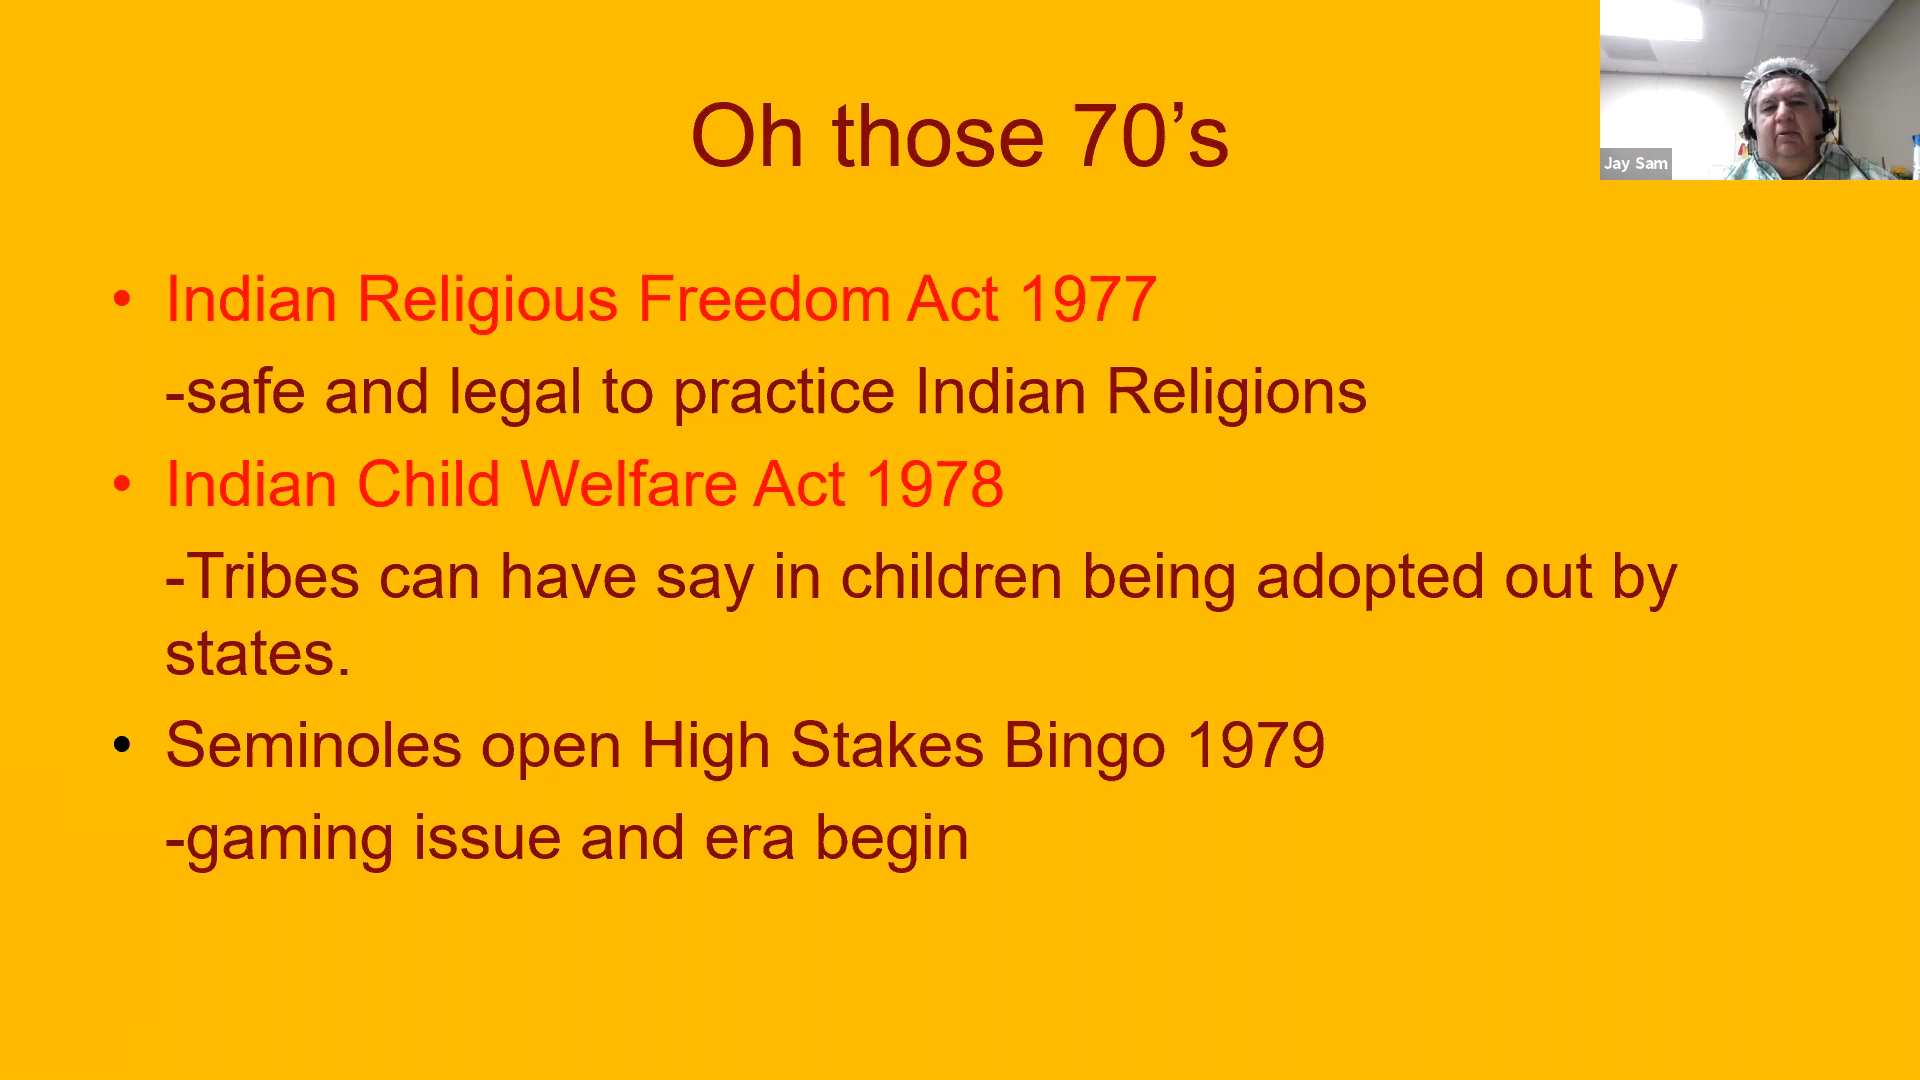 Oh those 70’s
Jay Sam
• Indian Religious Freedom Act 1977
-safe and legal to practice Indian Religions
• Indian Child Welfare Act 1978
-Tribes can have say in children being adopted out by
states.
• Seminoles open High Stakes Bingo 1979
-gaming issue and era begin